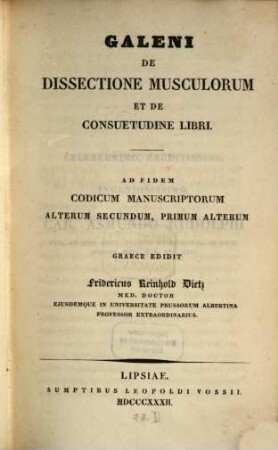 GALENI
DE
DISSECTIONE MUSCULORUM
ET DE
CONSUETUDINE LIBRI.
AD FIDEM
CODICUM MANUSCRIPTORUM
ALTERUM SECUNDUM, PRIMUM ALTERUM
GRAECE EDIDIT
Fridericus Reinhold Dietz
MED. DOCTOR
EJUSDEMQUE IN UNIVERSITATE PRUSSORUM ALBERTINA
PROFESSOR EXTRAORDINARIUS.
LIPSIAE.
SUMPTIBUS LEOPOLDI VOSSII.
MDCCCXXXII.